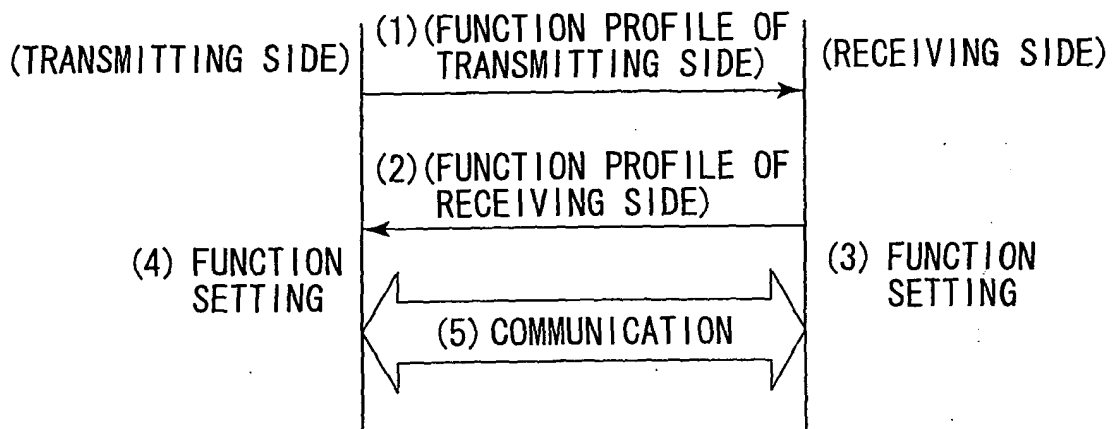 (1) (FUNCTION PROFILE OF
TRANSMITTING SIDE)
(TRANSMITTING SIDE)
(RECEIVING SIDE)
(2) (FUNCTION PROFILE OF
RECEIVING SIDE)
(4) FUNCTION
SETTING
(3) FUNCTION
SETTING
(5) COMMUNICATION